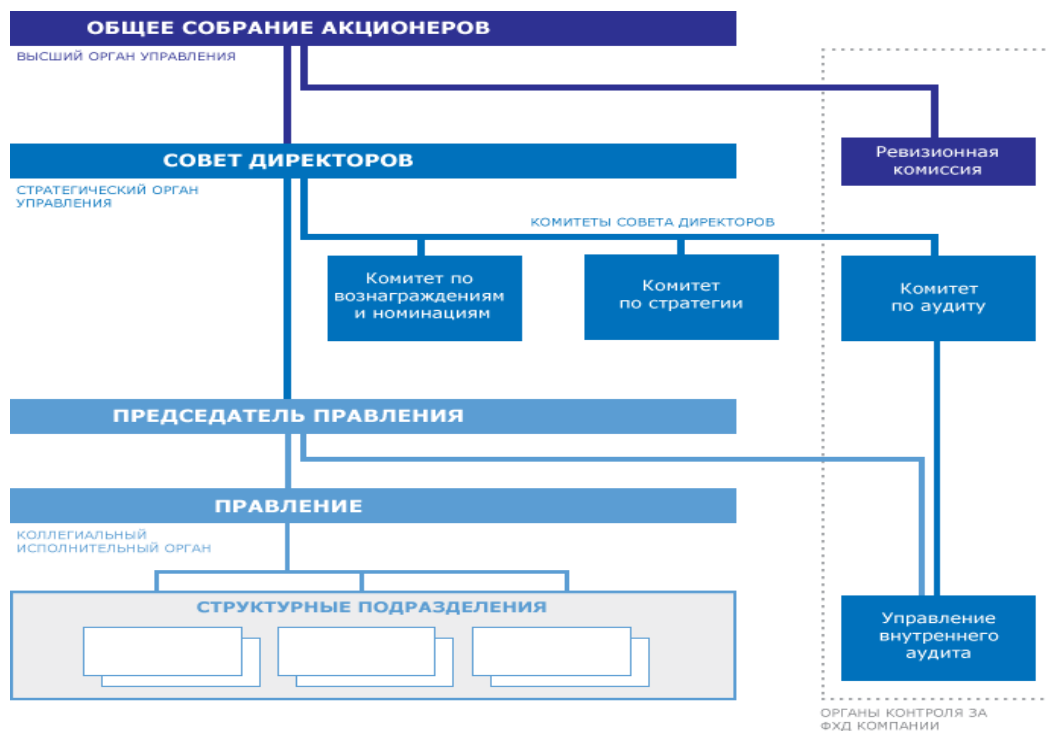 ОБЩЕЕ СОБРАНИЕ АКЦИОНЕРОВ
ВЫСШИЙ ОРГАН УПРАВЛЕНИЯ
СОВЕТ ДИРЕКТОРОВ
Ревизионная
комиссия
СТРАТЕГИЧЕСКИЙ ОРГАН
УПРАВЛЕНИЯ
КОМИТЕТЫ СОВЕТА ДИРЕКТОРОВ
Комитет по
вознаграждениям
и номинациям
Комитет
по стратегии
Комитет
по аудиту
ПРЕДСЕДАТЕЛЬ ПРАВЛЕНИЯ
ПРАВЛЕНИЕ
КОЛЛЕГИАЛЬНЫЙ
ИСПОЛНИТЕЛЬНЫЙ ОРГАН
СТРУКТУРНЫЕ ПОДРАЗДЕЛЕНИЯ
Управление
внутреннего
аудита
ОРГАНЫ КОНТРОЛЯ ЗА
ФХД КОМПАНИИ